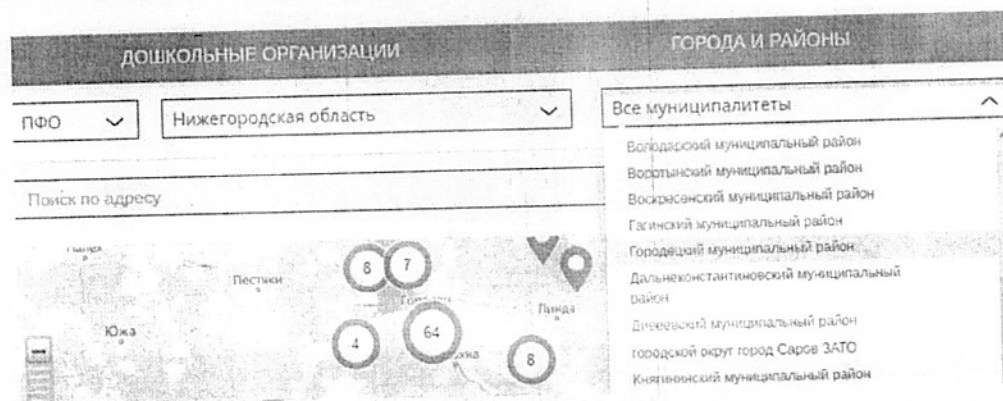 ДОШКОЛЬНЫЕ ОРГАНИЗАЦИИ
ГОРОДА И РАЙОНЫ
ПФО
Нижегородская область
Все муниципалитеты
Володарский муниципальный район
Воротынский муниципальный район
Воскресенский муниципальный район
Гагинский муниципальный район
Городецкий муниципальный район
Дальнеконстантиновский муниципальный
район
Дивеевский муниципальный район
городской округ город Саров ЗАТО
Княгининский муниципальный район
Поиск по адресу
8
7
Пестяки
Линда
Южа
4
64
8